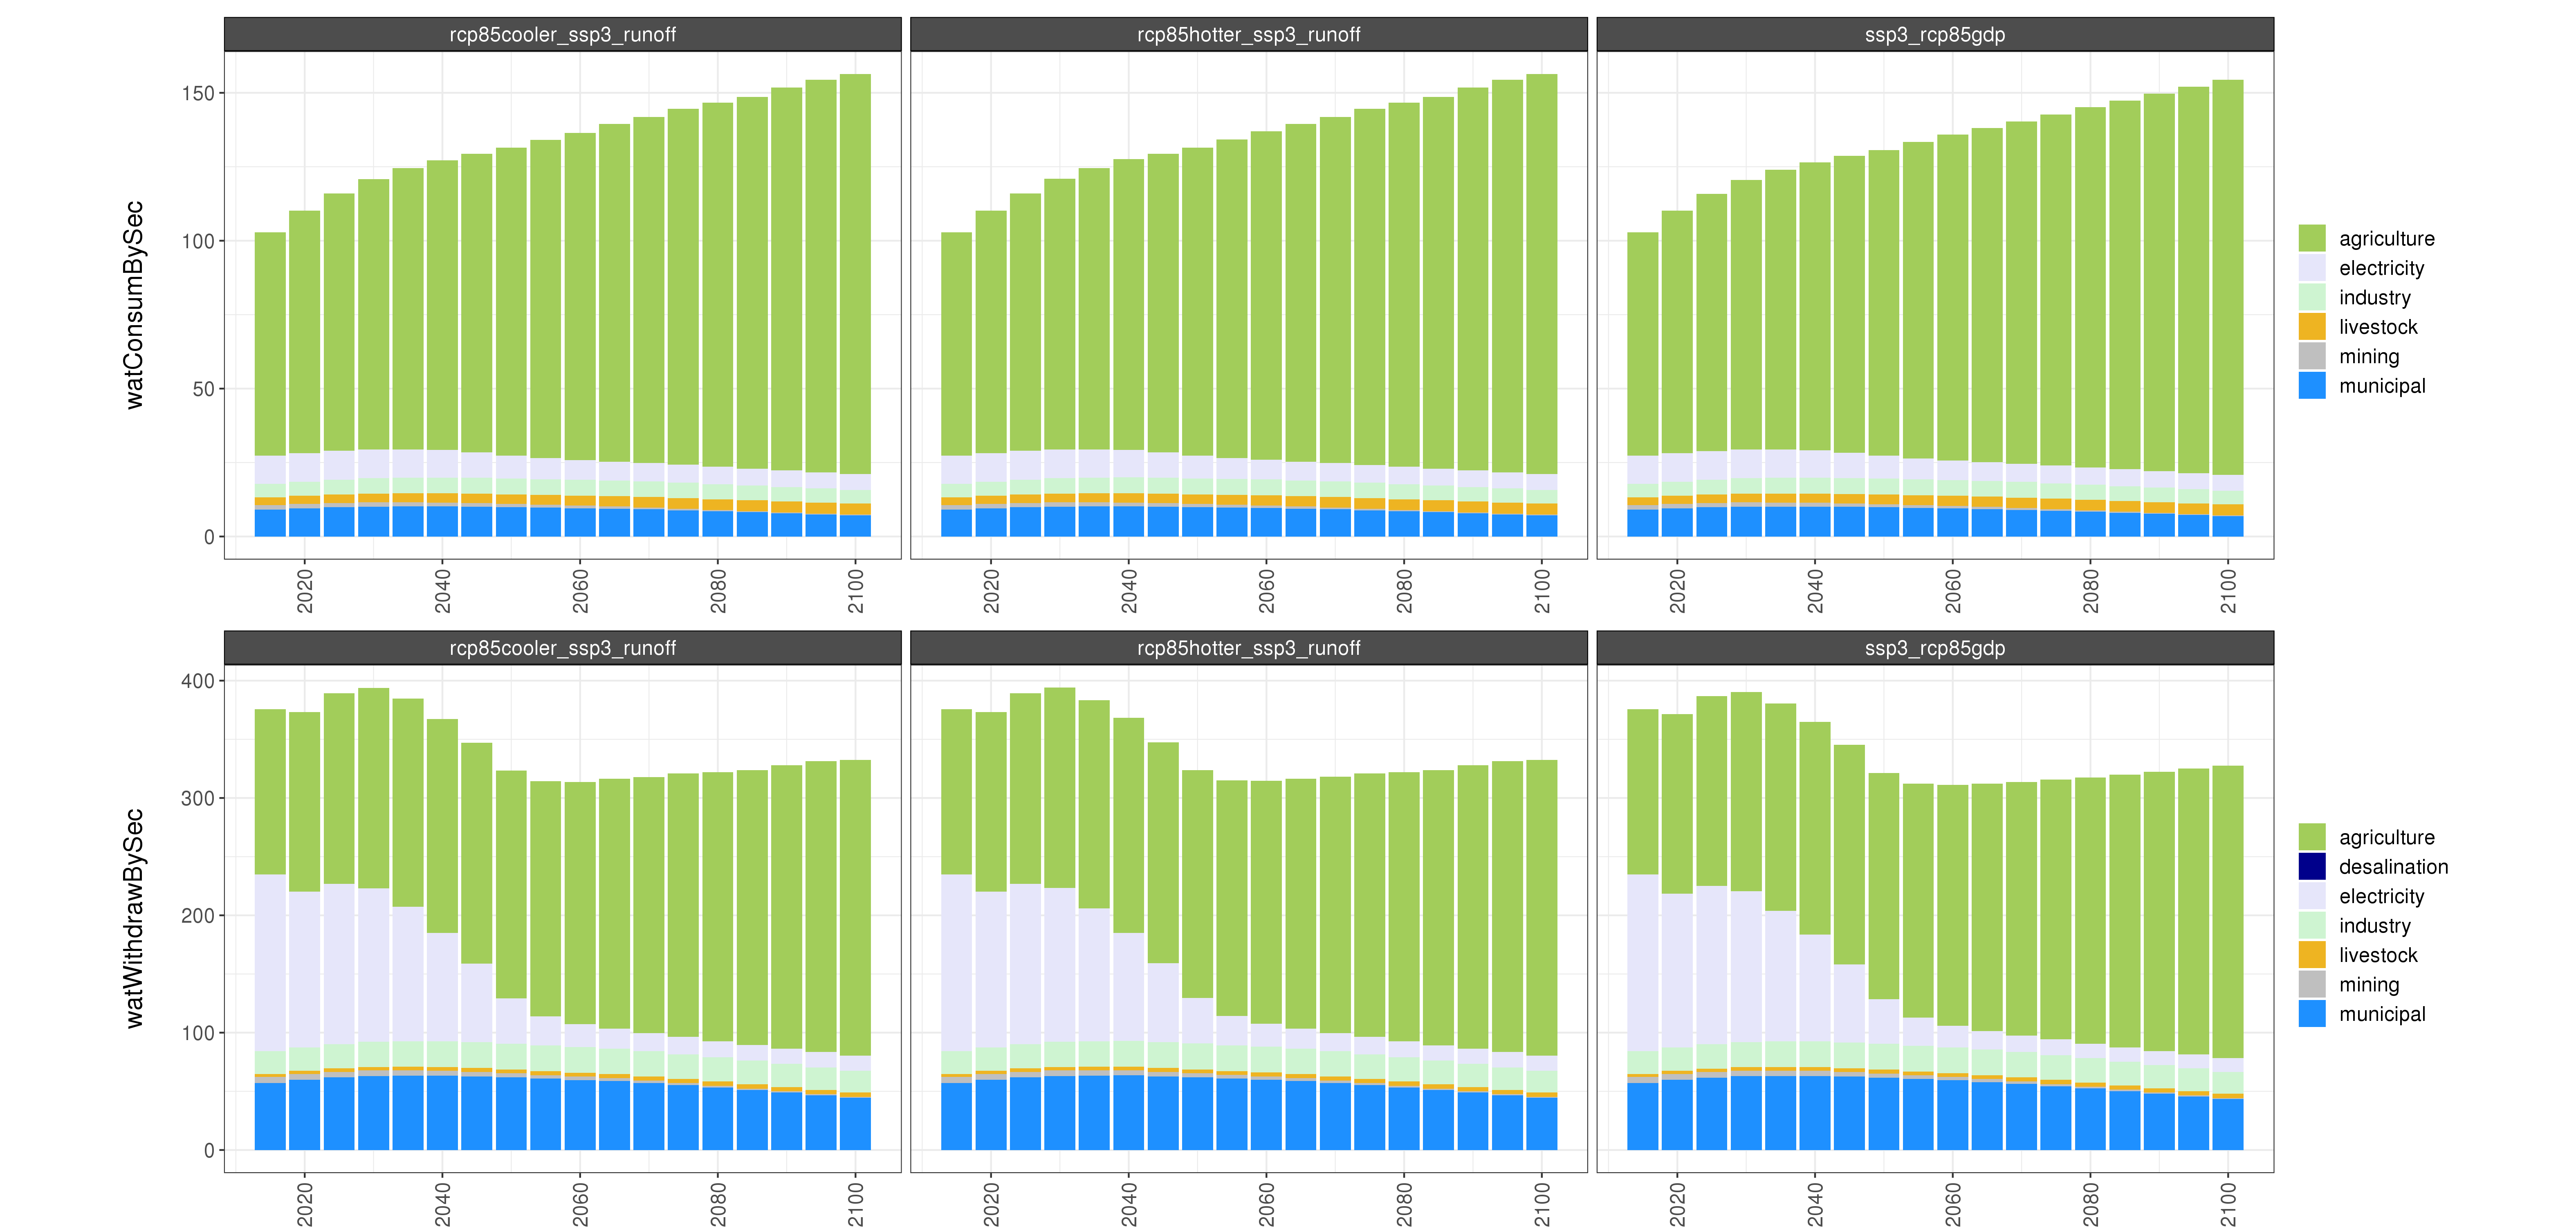 rcp85cooler_ssp3_runoff rcp85hotter_ssp3_runoff ssp3_rcp85gdp
watConsumBySec
150
100
50
0
2020 2040 2060 2080 2100 2020 2040 2060 2080 2100 2020 2040 2060 2080 2100
agriculture
electricity
industry
livestock
mining
municipal
rcp85cooler_ssp3_runoff rcp85hotter_ssp3_runoff ssp3_rcp85gdp
watWithdrawBySec
400
300
200
100
0
2020 2040 2060 2080 2100 2020 2040 2060 2080 2100 2020 2040 2060 2080 2100
agriculture
desalination
electricity
industry
livestock
mining
municipal